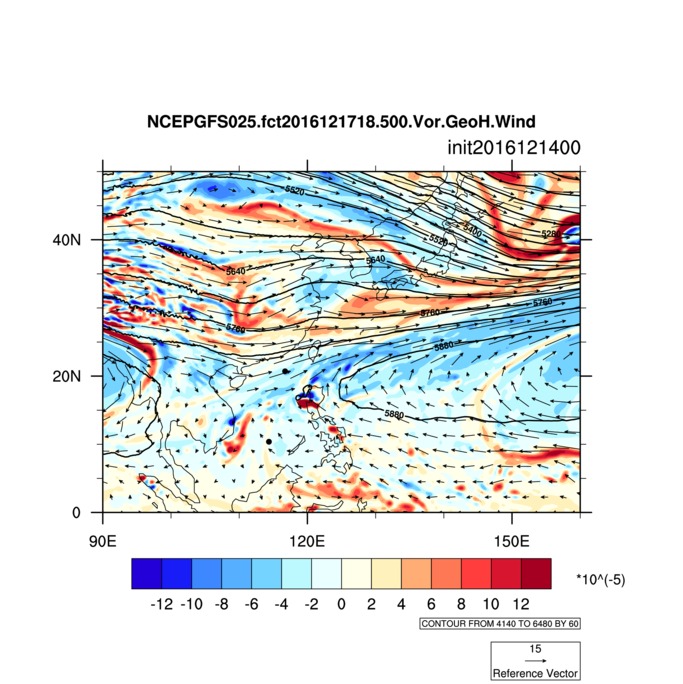 NCEPGFS025.fct2016121718.500.Vor.GeoH.Wind
init2016121400
5520
5400
5520
5280
40N
5640
5640
5760
5760
5760
5880
20N
5880
0
90E 120E 150E
-12 -10 -8 -6 -4 -2 0 2 4 6 8 10 12
*10^(-5)
CONTOUR FROM 4140 TO 6480 BY 60
15
Reference Vector